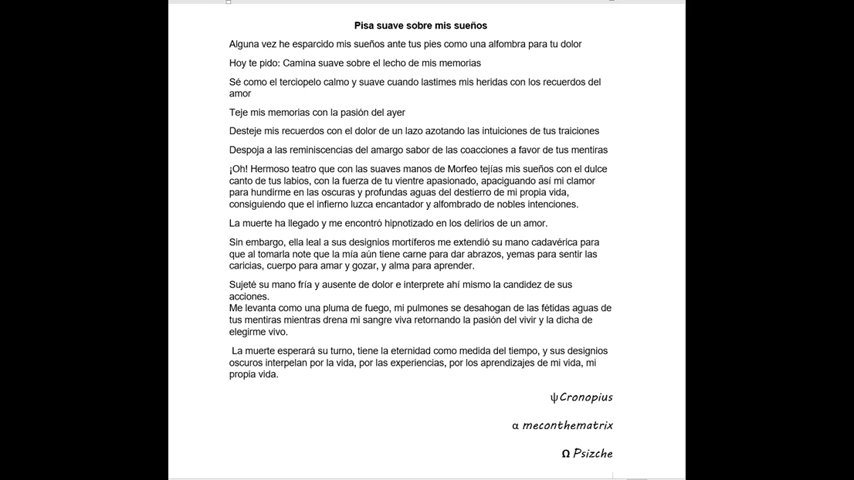 Pisa suave sobre mis sueños
Alguna vez he esparcido mis sueños ante tus pies como una alfombra para tu dolor
Hoy te pido: Camina suave sobre el lecho de mis memorias
Sé como el terciopelo calmo y suave cuando lastimes mis heridas con los recuerdos del
amor
Teje mis memorias con la pasión del ayer
Desteje mis recuerdos con el dolor de un lazo azotando las intuiciones de tus traiciones
Despoja a las reminiscencias del amargo sabor de las coacciones a favor de tus mentiras
¡Oh! Hermoso teatro que con las suaves manos de Morfeo tejías mis sueños con el dulce
canto de tus labios, con la fuerza de tu vientre apasionado, apaciguando así mi clamor
para hundirme en las oscuras y profundas aguas del destierro de mi propia vida,
consiguiendo que el infierno luzca encantador y alfombrado de nobles intenciones.
La muerte ha llegado y me encontró hipnotizado en los delirios de un amor.
Sin embargo, ella leal a sus designios mortíferos me extendió su mano cadavérica para
que al tomarla note que la mía aún tiene carne para dar abrazos, yemas para sentir las
caricias, cuerpo para amar y gozar, y alma para aprender.
Sujeté su mano fría y ausente de dolor e interprete ahí mismo la candidez de sus
acciones.
Me levanta como una pluma de fuego, mi pulmones se desahogan de las fétidas aguas de
tus mentiras mientras drena mi sangre viva retornando la pasión del vivir y la dicha de
elegirme vivo.
La muerte esperará su turno, tiene la eternidad como medida del tiempo, y sus designios
oscuros interpelan por la vida, por las experiencias, por los aprendizajes de mi vida, mi
propia vida.
ψCronopius
α meconthematrix
Ω Psizche